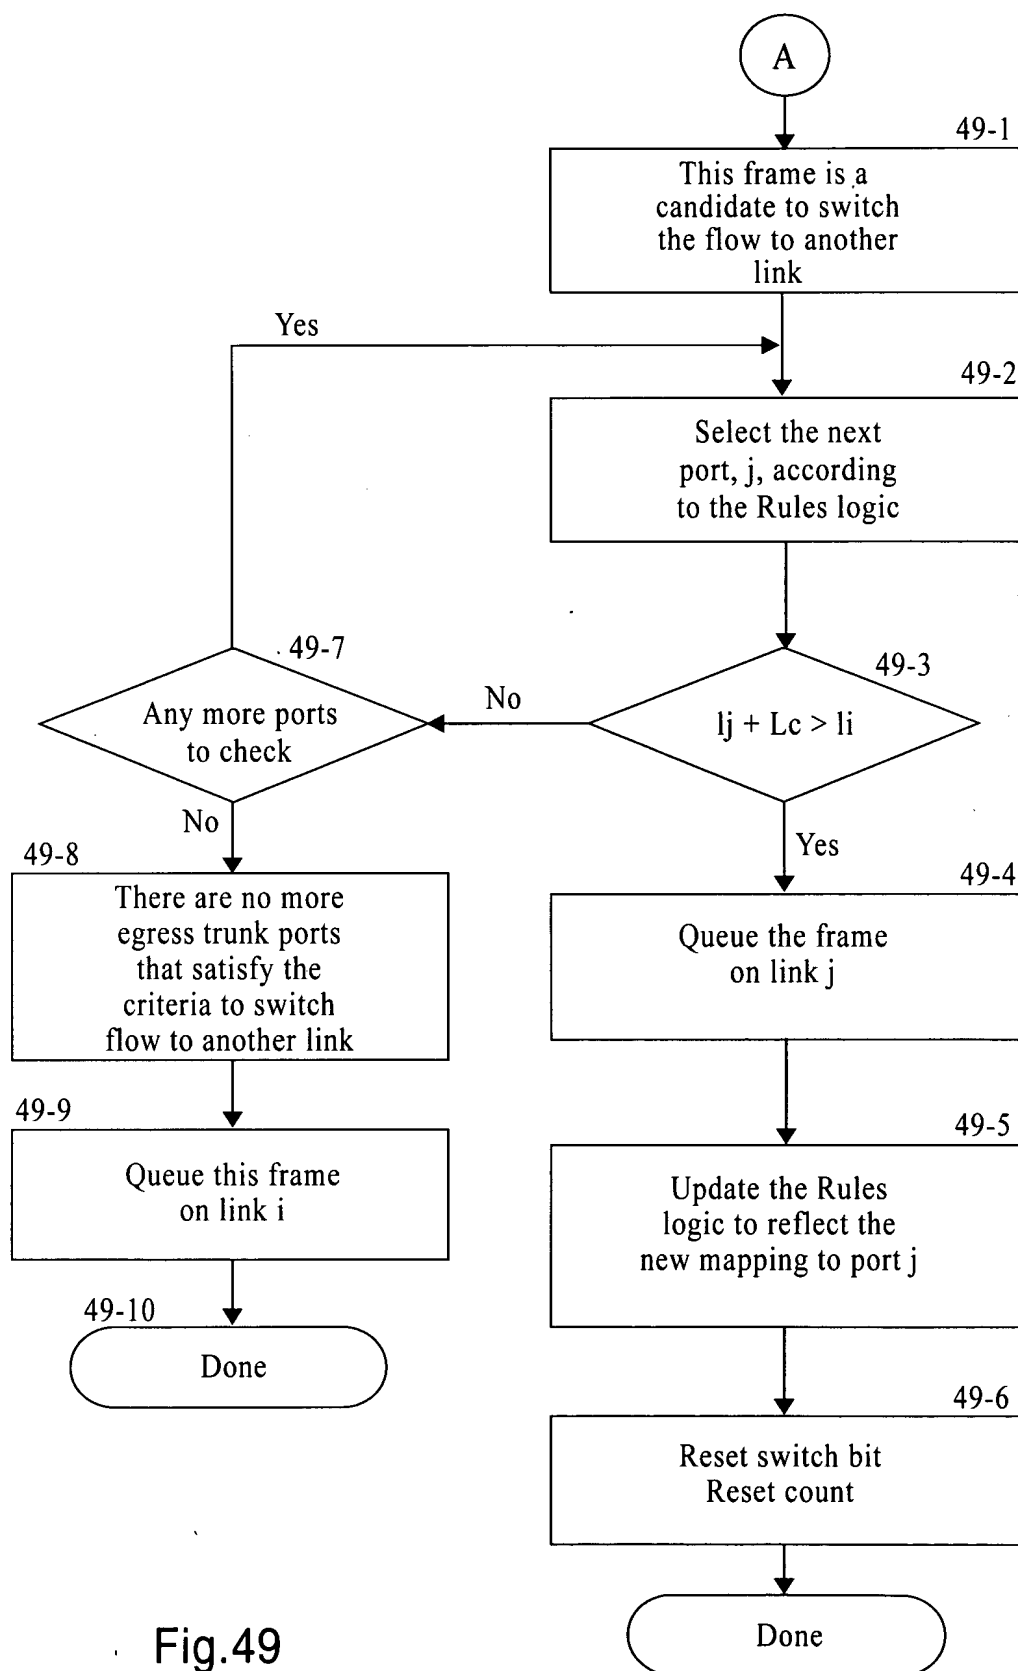 A
49-1
This frame is a
candidate to switch
the flow to another
link
Yes
49-2
Select the next
port, j, according
to the Rules logic
49-7
Any more ports
to check
No
49-3
lj + Lc > li
No
Yes
49-8
There are no more
egress trunk ports
that satisfy the
criteria to switch
flow to another link
49-4
Queue the frame
on link j
49-9
Queue this frame
on link i
49-5
Update the Rules
logic to reflect the
new mapping to port j
49-10
Done
49-6
Reset switch bit
Reset count
Done
Fig.49